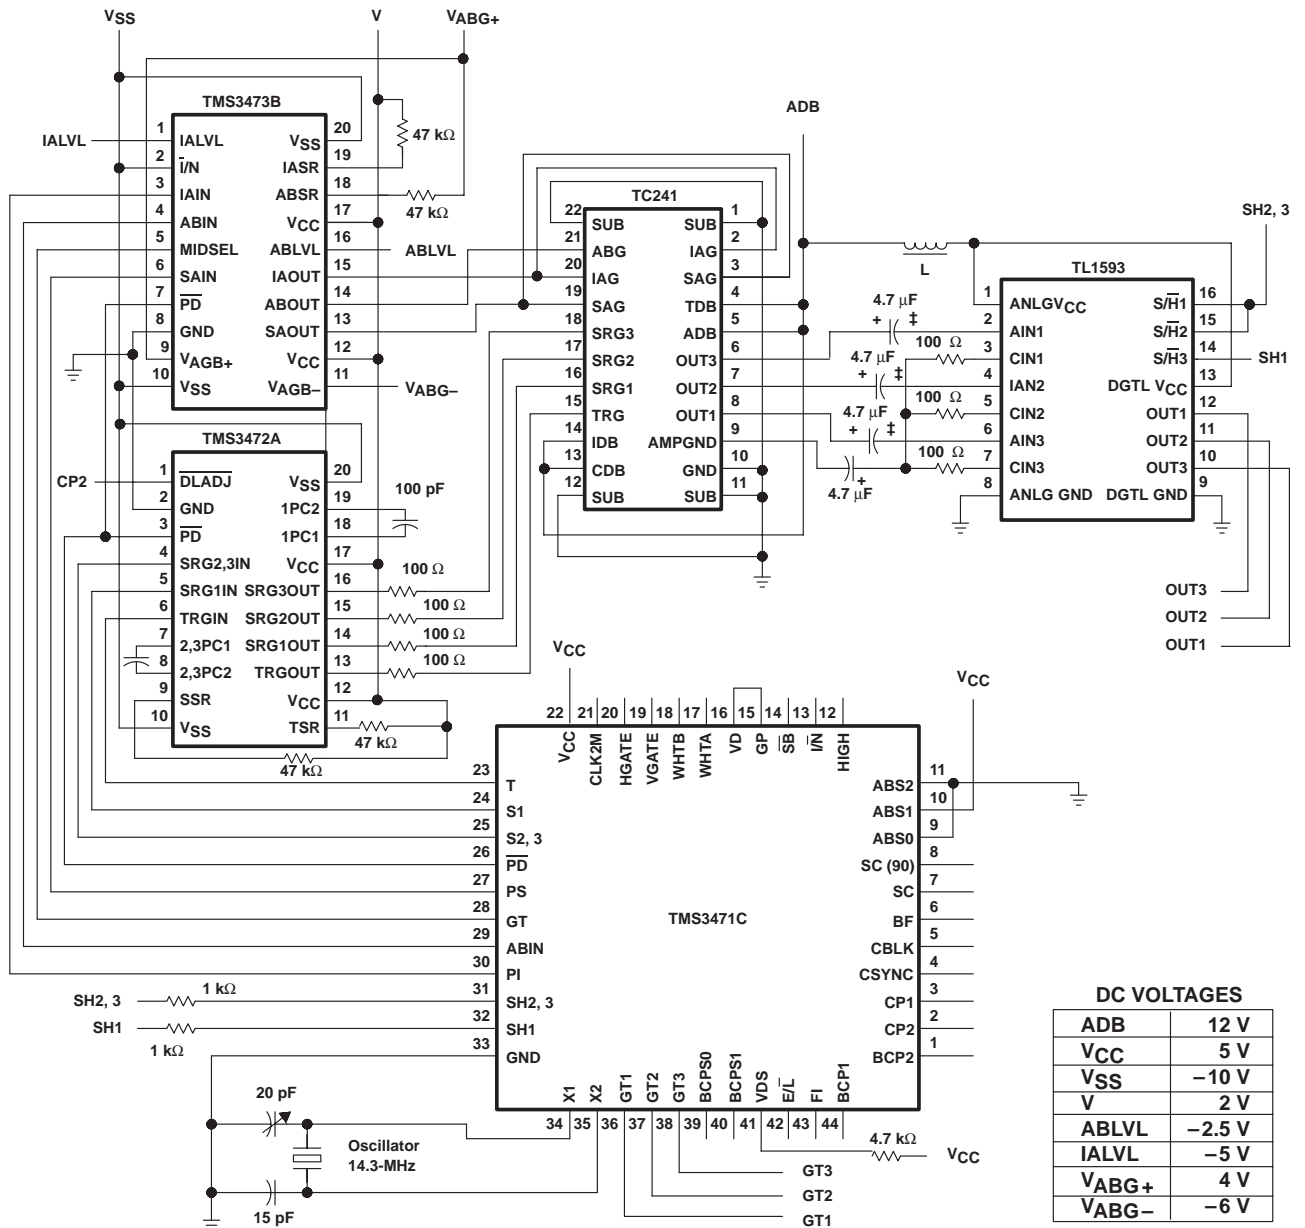 VSS
V
VABG+
TMS3473B
IALVL
1 IALVL VSS 20
2 I/N IASR 19
3 IAIN ABSR 18
4 ABIN VCC 17
5 MIDSEL ABLVL 16
6 SAIN IAOUT 15
7 PD ABOUT 14
8 GND SAOUT 13
9 VAGB+ VCC 12
10 VSS VAGB– 11
47 kΩ
47 kΩ
ABLVL
VABG–
TMS3472A
CP2
1 DLADJ VSS 20
2 GND 1PC2 19
3 PD 1PC1 18
4 SRG2,3IN VCC 17
5 SRG1IN SRG3OUT 16
6 TRGIN SRG2OUT 15
7 2,3PC1 SRG1OUT 14
8 2,3PC2 TRGOUT 13
9 SSR VCC 12
10 VSS TSR 11
100 pF
100 Ω
100 Ω
100 Ω
100 Ω
47 kΩ
47 kΩ
TC241
22 SUB SUB 1
21 ABG IAG 2
20 IAG SAG 3
19 SAG TDB 4
18 SRG3 ADB 5
17 SRG2 OUT3 6
16 SRG1 OUT2 7
15 TRG OUT1 8
14 IDB AMPGND 9
13 CDB GND 10
12 SUB SUB 11
ADB
L
4.7 µF
+ ‡
4.7 µF
+ ‡
4.7 µF
+ ‡
4.7 µF
+
100 Ω
100 Ω
100 Ω
TL1593
1 ANLGVCC S/H1 16
2 AIN1 S/H2 15
3 CIN1 S/H3 14
4 IAN2 DGTL VCC 13
5 CIN2 OUT1 12
6 AIN3 OUT2 11
7 CIN3 OUT3 10
8 ANLG GND DGTL GND 9
SH2, 3
SH1
OUT3
OUT2
OUT1
VCC
22 21 20 19 18 17 16 15 14 13 12
VCC CLK2M HGATE VGATE WHTB WHTA VD GP SB I/N HIGH
VCC
23 T
24 S1
25 S2, 3
26 PD
27 PS
28 GT
29 ABIN
30 PI
31 SH2, 3
32 SH1
33 GND
TMS3471C
ABS2 11
ABS1 10
ABS0 9
SC (90) 8
SC 7
BF 6
CBLK 5
CSYNC 4
CP1 3
CP2 2
BCP2 1
X1 X2 GT1 GT2 GT3 BCPS0 BCPS1 VDS E/L FI BCP1
34 35 36 37 38 39 40 41 42 43 44
SH2, 3
1 kΩ
SH1
1 kΩ
20 pF
Oscillator
14.3-MHz
15 pF
4.7 kΩ
VCC
GT3
GT2
GT1
DC VOLTAGES
ADB 12 V
VCC 5 V
VSS –10 V
V 2 V
ABLVL –2.5 V
IALVL –5 V
VABG+ 4 V
VABG– –6 V